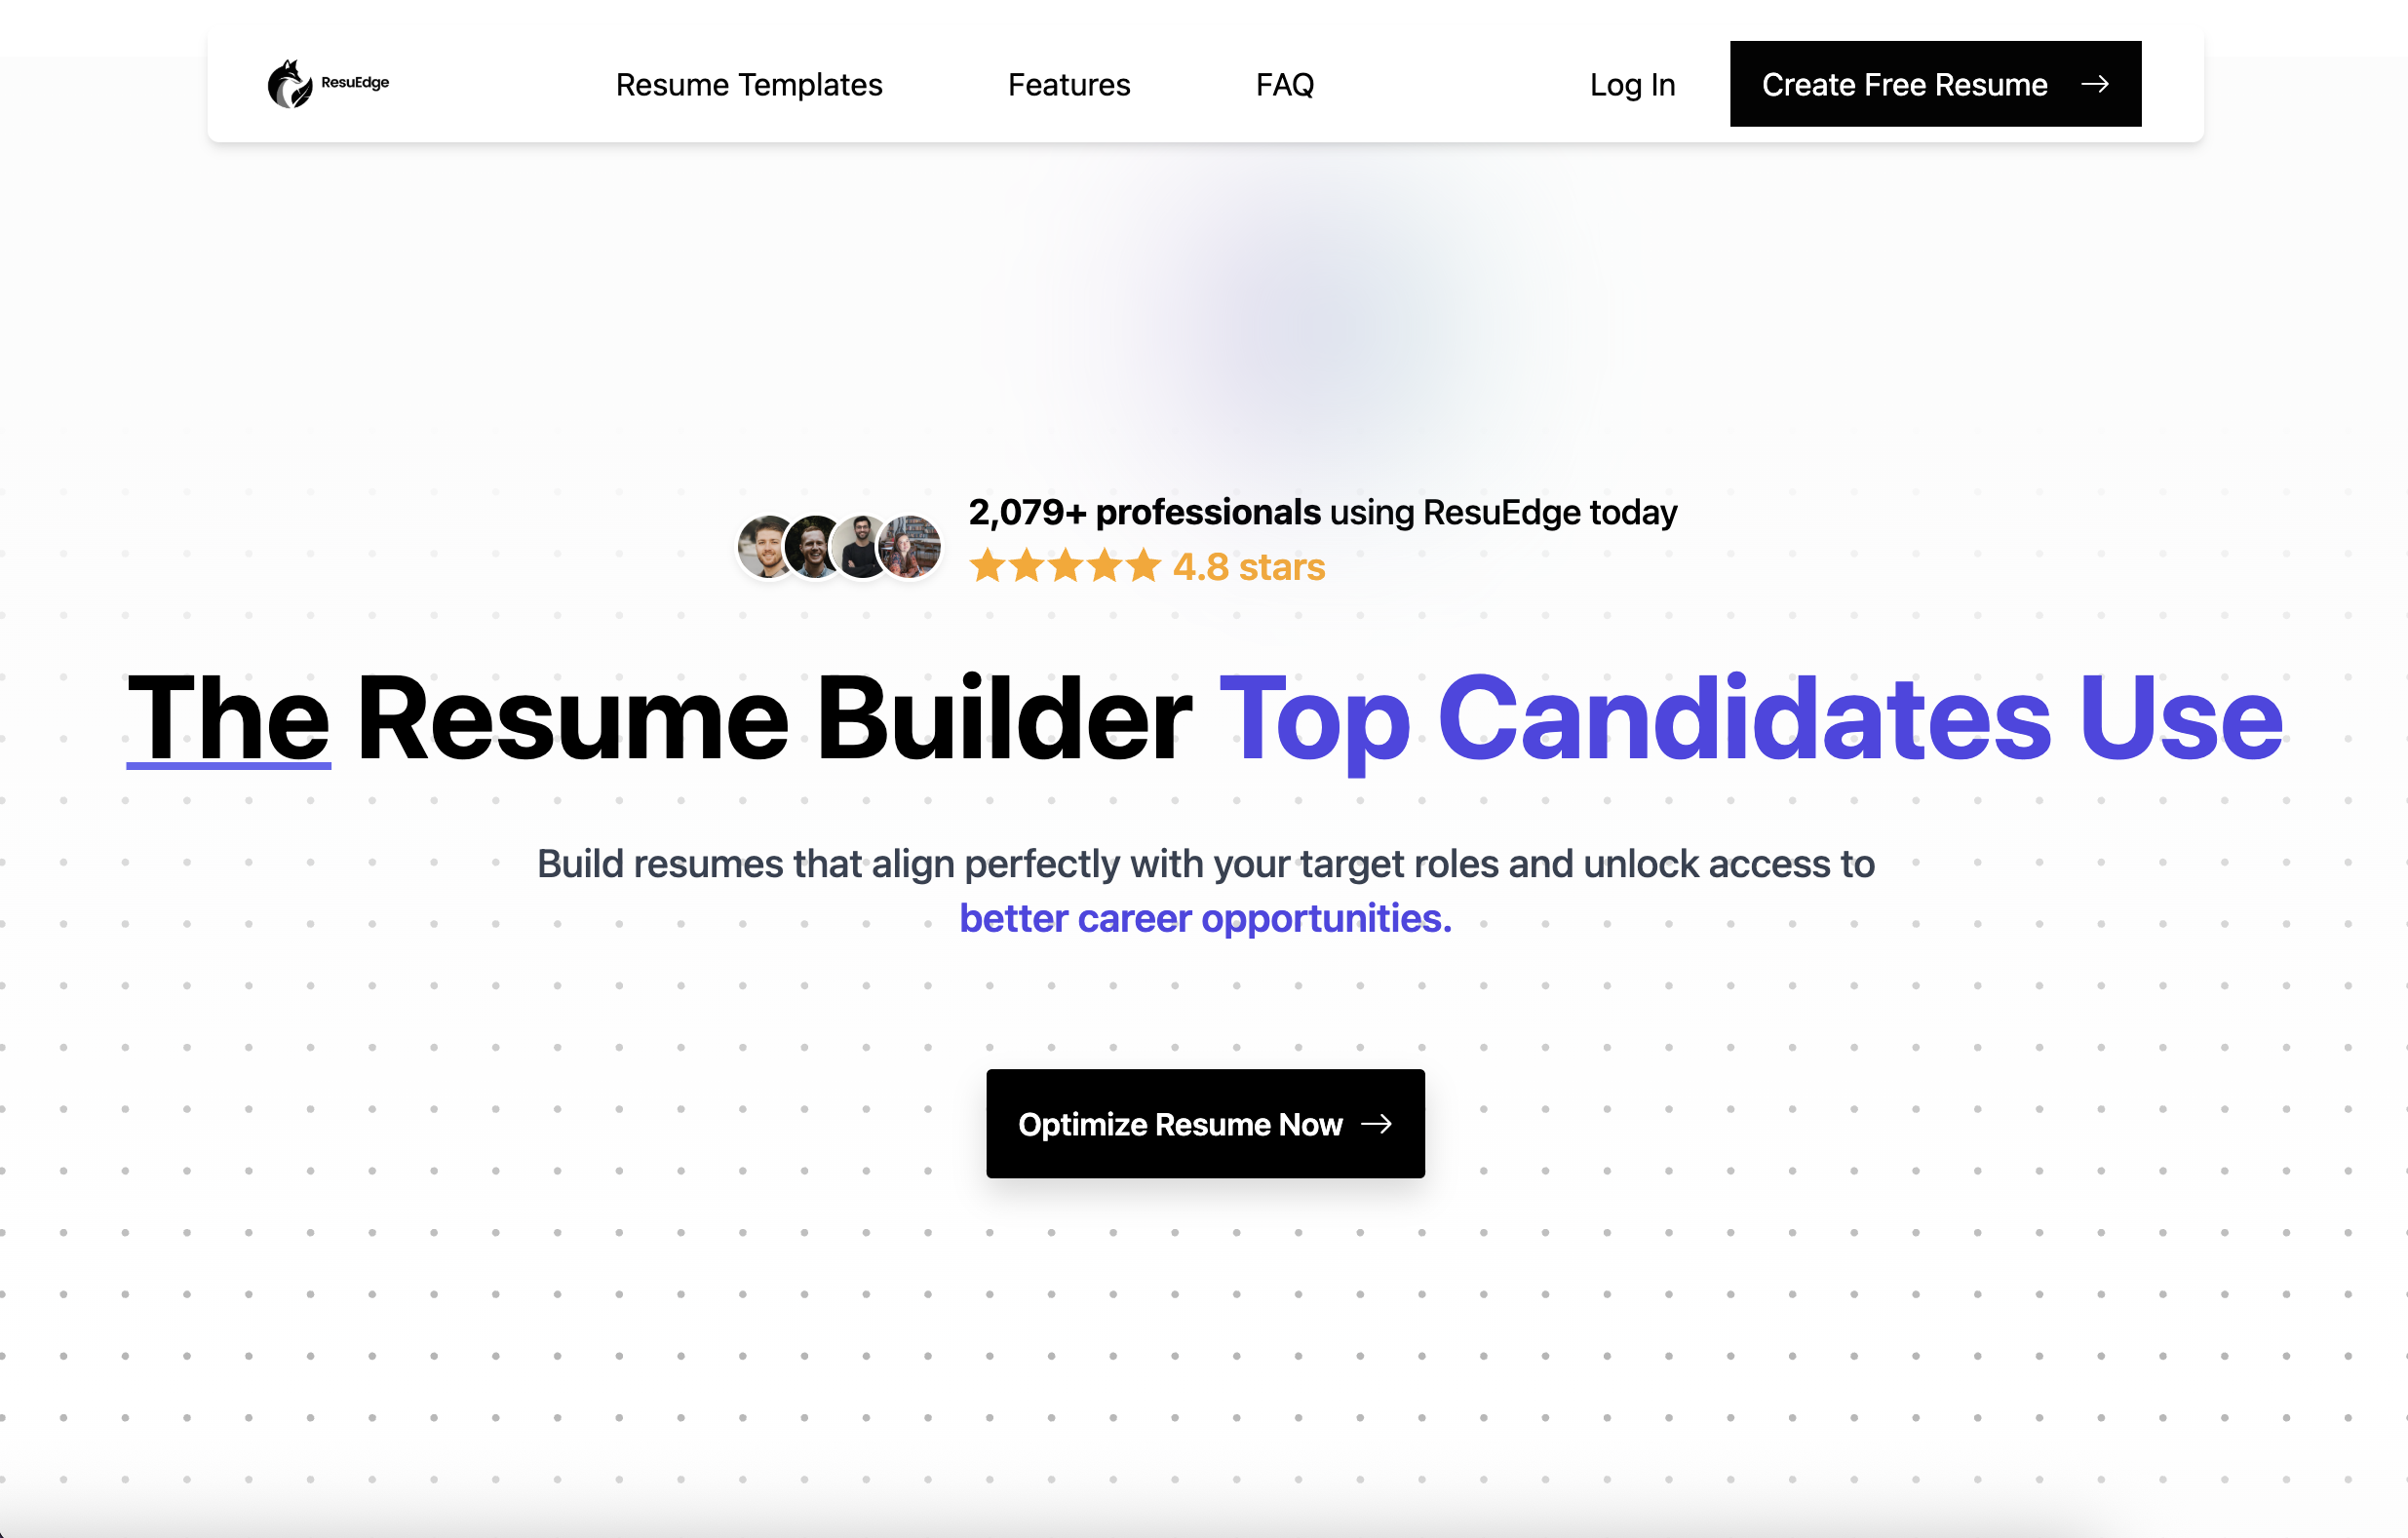 ResuEdge
Resume Templates
Features
FAQ
Log In
Create Free Resume →
2,079+ professionals using ResuEdge today
4.8 stars
The Resume Builder Top Candidates Use
Build resumes that align perfectly with your target roles and unlock access to
better career opportunities.
Optimize Resume Now →